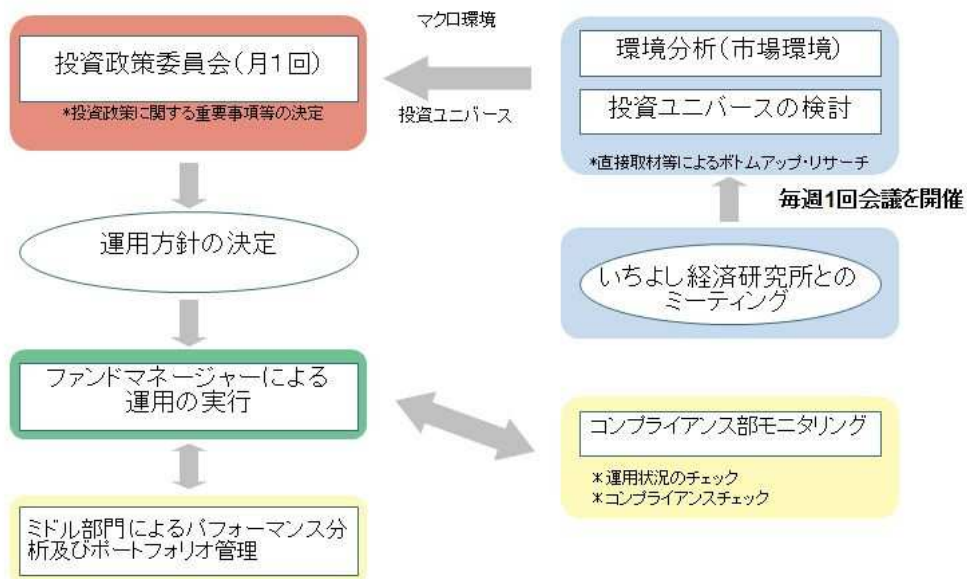 マクロ環境
投資政策委員会(月1回)
*投資政策に関する重要事項等の決定
投資ユニバース
環境分析(市場環境)
投資ユニバースの検討
*直接取材等によるボトムアップ・リサーチ
毎週1回会議を開催
運用方針の決定
いちよし経済研究所との
ミーティング
ファンドマネージャーによる
運用の実行
コンプライアンス部モニタリング
*運用状況のチェック
*コンプライアンスチェック
ミドル部門によるパフォーマンス分
析及びポートフォリオ管理